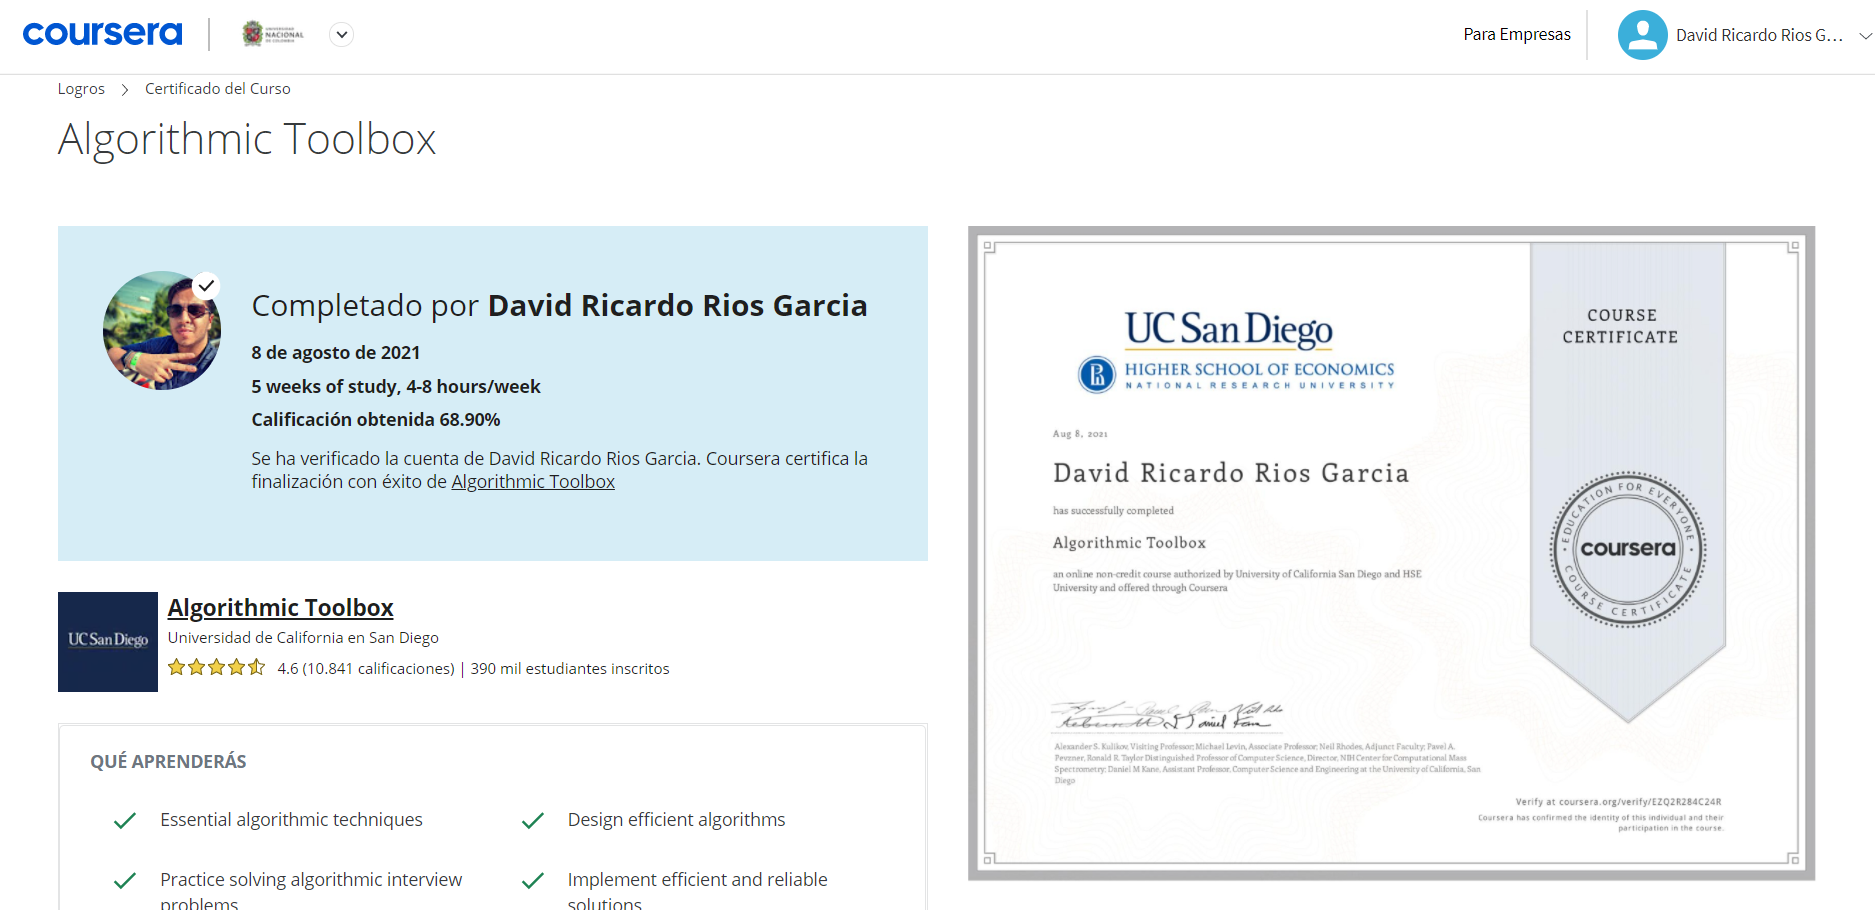 coursera
UNIVERSIDAD
NACIONAL
DE COLOMBIA
Para Empresas
David Ricardo Rios G...
Logros > Certificado del Curso
Algorithmic Toolbox
Completado por David Ricardo Rios Garcia
8 de agosto de 2021
5 weeks of study, 4-8 hours/week
Calificación obtenida 68.90%
Se ha verificado la cuenta de David Ricardo Rios Garcia. Coursera certifica la
finalización con éxito de Algorithmic Toolbox
UC San Diego
Algorithmic Toolbox
Universidad de California en San Diego
4.6 (10.841 calificaciones) | 390 mil estudiantes inscritos
QUÉ APRENDERÁS
Essential algorithmic techniques
Design efficient algorithms
Practice solving algorithmic interview
problems
Implement efficient and reliable
solutions
UC San Diego
HIGHER SCHOOL OF ECONOMICS
NATIONAL RESEARCH UNIVERSITY
Aug 8, 2021
David Ricardo Rios Garcia
has successfully completed
Algorithmic Toolbox
an online non-credit course authorized by University of California San Diego and HSE
University and offered through Coursera
Alexander S. Kulikov, Visiting Professor; Michael Levin, Associate Professor; Neil Rhodes, Adjunct Faculty; Pavel A.
Pevzner, Ronald R. Taylor Distinguished Professor of Computer Science, Director, NIH Center for Computational Mass
Spectrometry; Daniel M Kane, Assistant Professor, Computer Science and Engineering at the University of California, San
Diego
COURSE
CERTIFICATE
EDUCATION FOR EVERYONE
coursera
COURSE CERTIFICATE
Verify at coursera.org/verify/EZQ2R284C24R
Coursera has confirmed the identity of this individual and their
participation in the course.